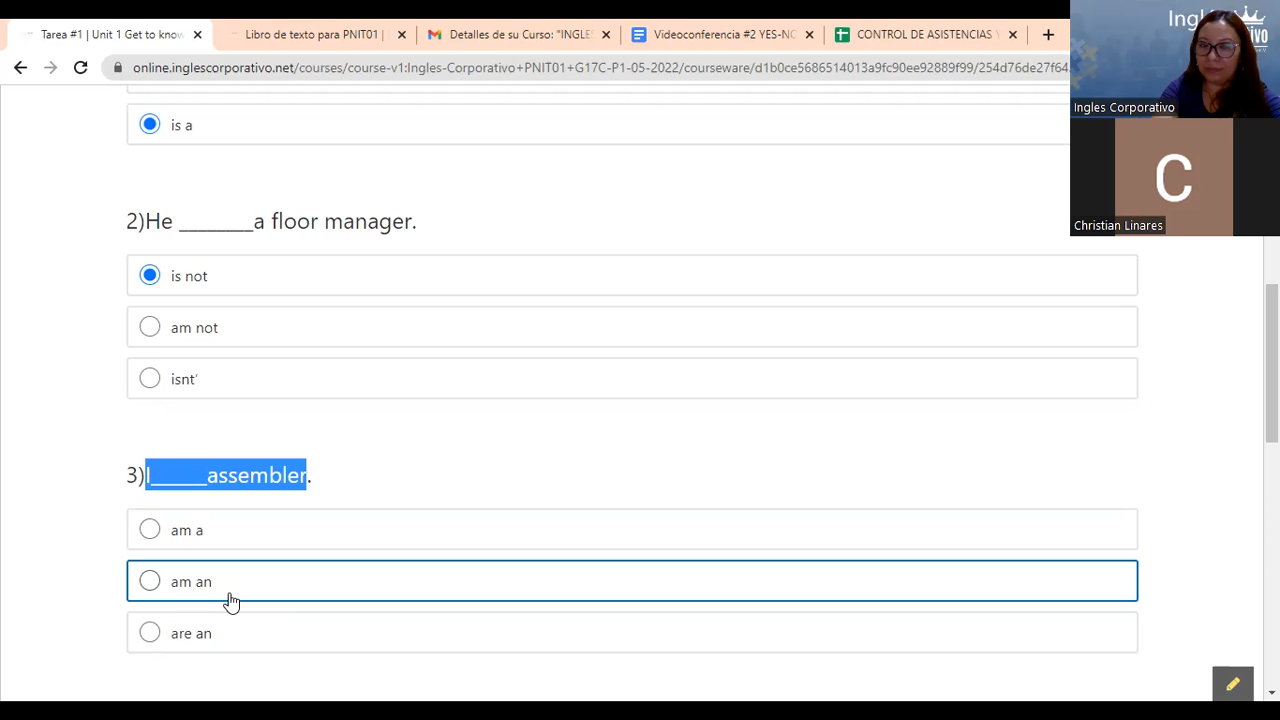 Tarea #1 | Unit 1 Get to know
Libro de texto para PNIT01 |
Detalles de su Curso: "INGLES
Videoconferencia #2 YES-NO
CONTROL DE ASISTENCIAS
online.inglescorporativo.net/courses/course-v1:Ingles-Corporativo+PNIT01+G17C-P1-05-2022/courseware/d1b0ce5686514013a9fc90ee92889f99/254d76de27f64
Ingles Corporativo
Christian Linares
C
is a
2)He ________a floor manager.
is not
am not
isnt‘
3)I______assembler.
am a
am an
are an